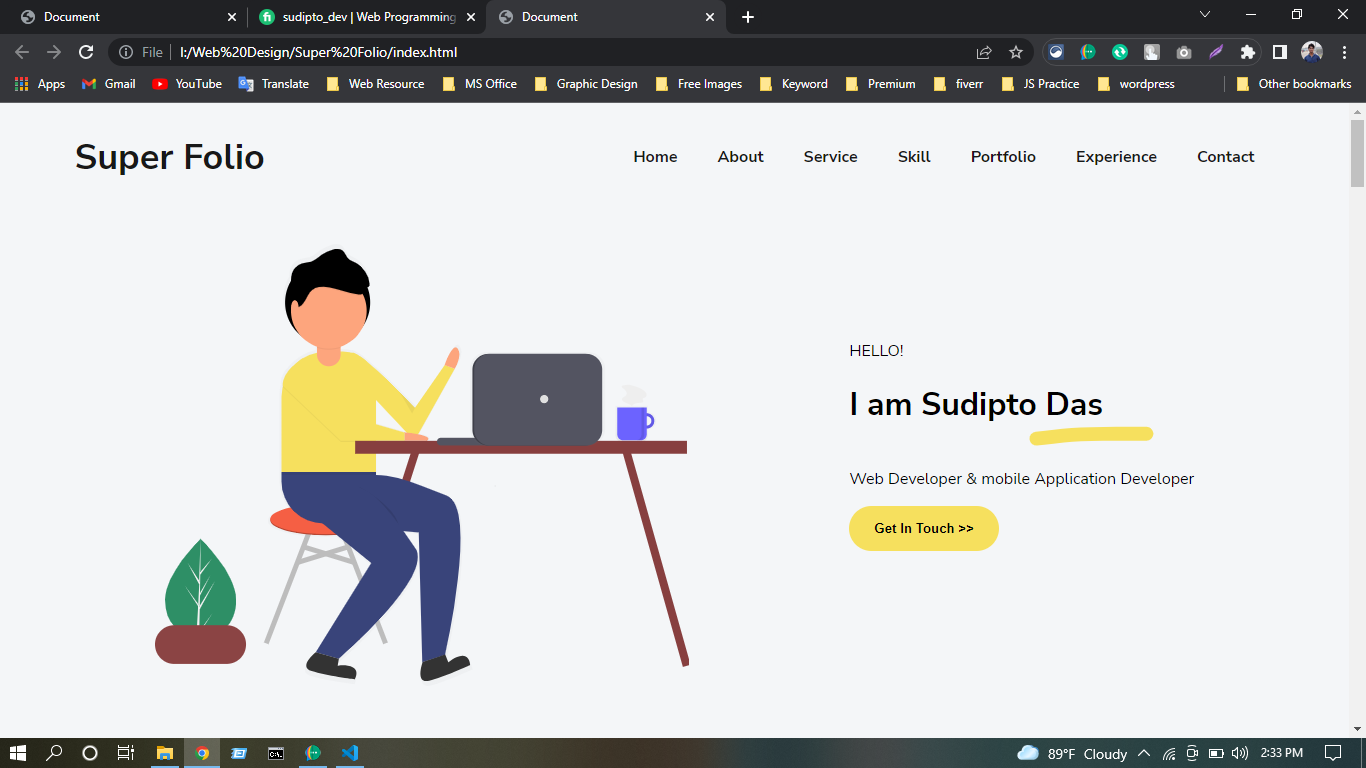 Document
sudipto_dev | Web Programming
Document
File
I:/Web%20Design/Super%20Folio/index.html
Apps
Gmail
YouTube
Translate
Web Resource
MS Office
Graphic Design
Free Images
Keyword
Premium
fiverr
JS Practice
wordpress
Other bookmarks
Super Folio
Home
About
Service
Skill
Portfolio
Experience
Contact
HELLO!
I am Sudipto Das
Web Developer & mobile Application Developer
Get In Touch >>
89°F Cloudy
2:33 PM